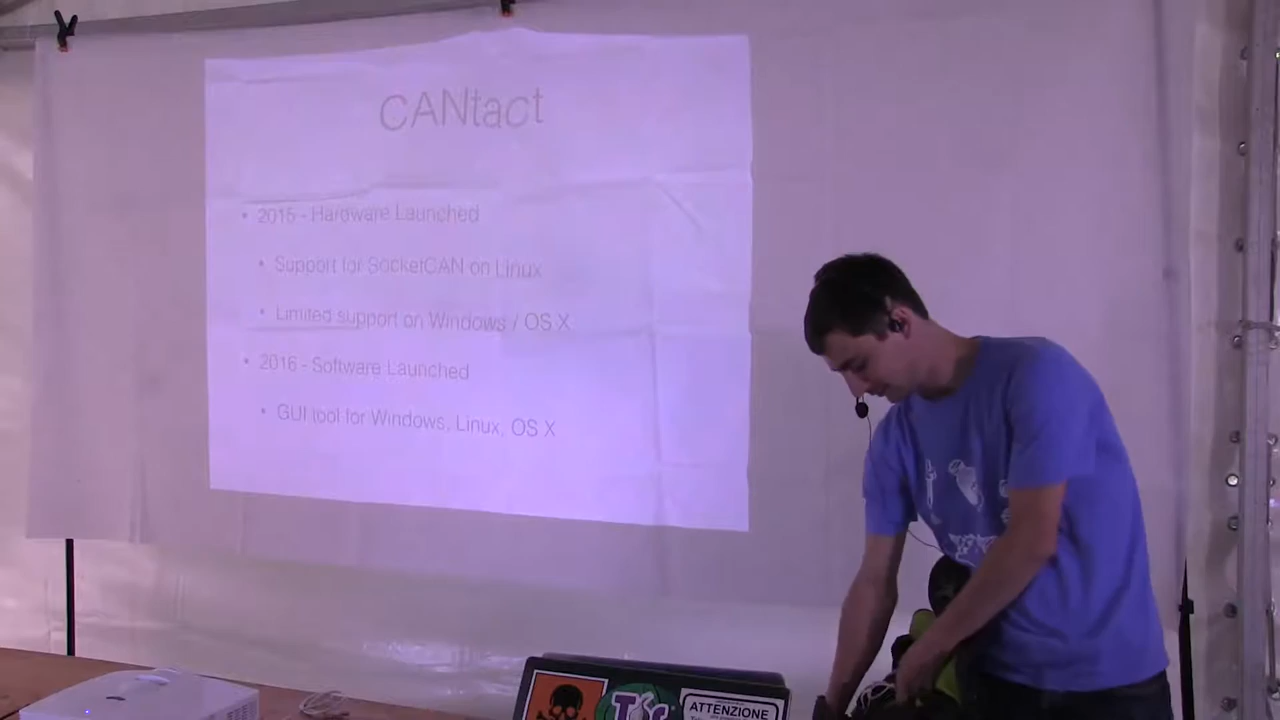 CANtact
• 2015 - Hardware Launched
• Support for SocketCAN on Linux
• Limited support on Windows / OS X
• 2016 - Software Launched
• GUI tool for Windows, Linux, OS X
ATTENZIONE